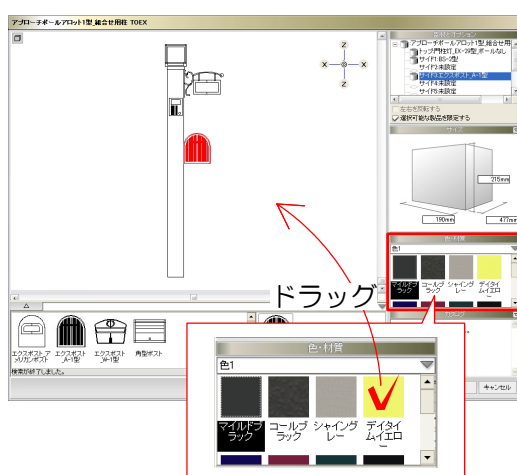 アプローチポールアロット1型_組合せ用柱 TOEX
アプローチポールアロット1型_組合せ用
トップ:門柱灯_EK-29型_ポールなし
サイド1:BS-2型
サイド2:未設定
サイド3:エクスポスト_A-1型
サイド4:未設定
サイド5:未設定
左右を反転する
選択可能な製品を限定する
サイズ
Z
X
X
Z
215mm
190mm
477mm
色・材質
色1
マイルドブラック
コールブラック
シャイングレー
デイタイムイエロー
ドラッグ
エクスポスト アメリカンポスト
エクスポスト_A-1型
エクスポスト_W-1型
角型ポスト
検索が終了しました。
キャンセル
色・材質
色1
マイルドブラック
コールブラック
シャイングレー
デイタイムイエロー